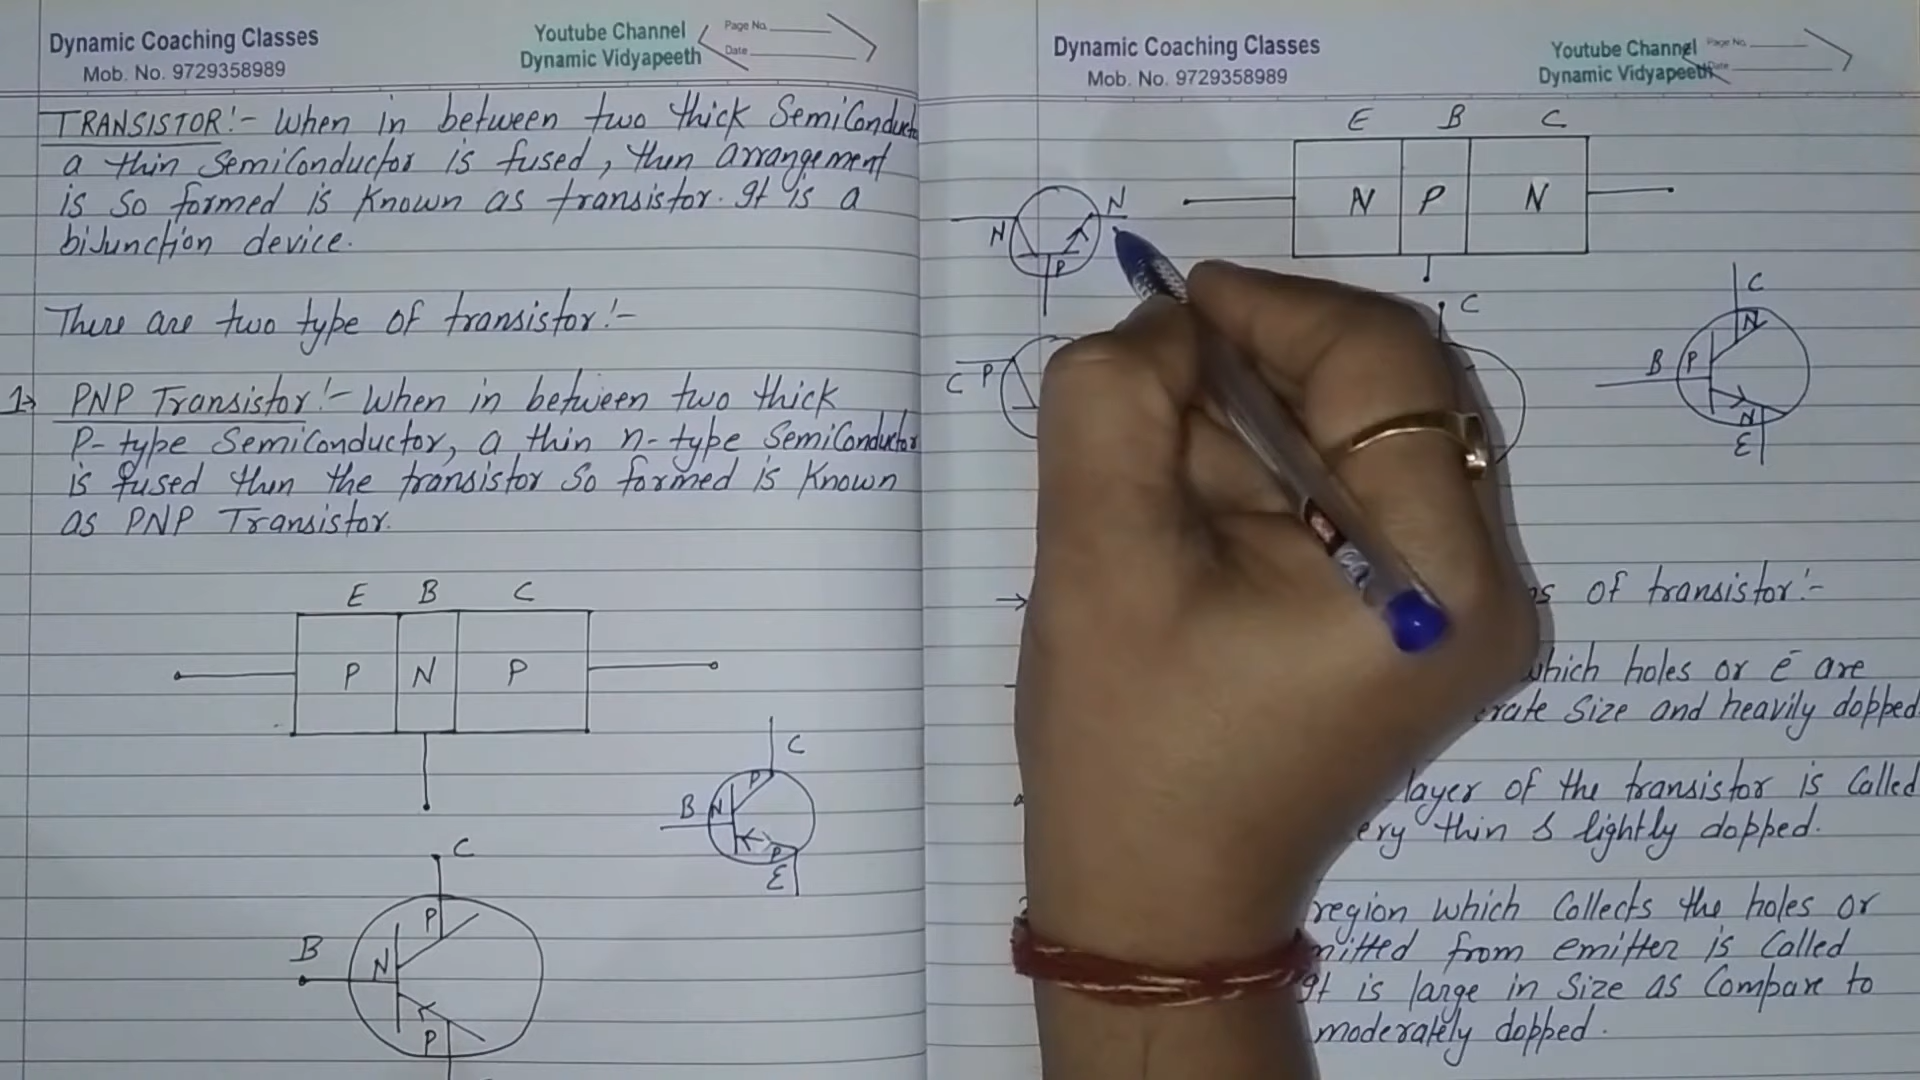 Dynamic Coaching Classes
Mob. No. 9729358989
Youtube Channel
Dynamic Vidyapeeth
Page No.
Date
TRANSISTOR:- When in between two thick SemiConduct
a thin SemiConductor is fused, then arrangement
is so formed is Known as transistor. It is a
biJunction device.
There are two type of transistor:-
1→ PNP Transistor:- When in between two thick
P-type SemiConductor, a thin n-type SemiConductor
is fused then the transistor So formed is Known
as PNP Transistor.
E B C
P N P
C
B N P
P
E
C
P
B N
P
Dynamic Coaching Classes
Mob. No. 9729358989
Youtube Channel
Dynamic Vidyapeeth
Page No.
Date
E B C
N P N
N
N
P
C P
C
C
N
B P
N
E
→ of transistor:-
which holes or ē are
Size and heavily dopped
layer of the transistor is Called
thin & lightly dopped.
region which Collects the holes or
from emitter is Called
It is large in Size as Compare to
moderately dopped.